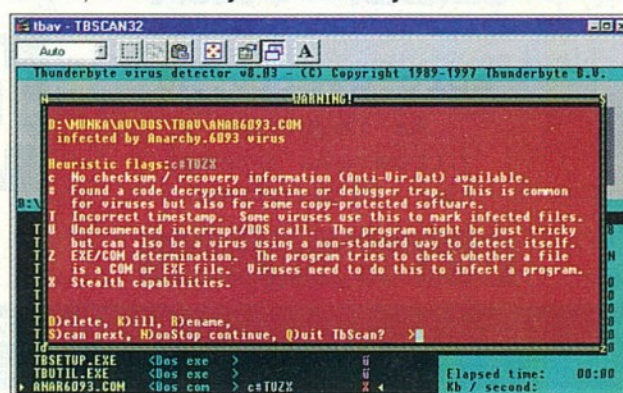 tbav - TBSCAN32
Auto
A
Thunderbyte virus detector v8.03 - (C) Copyright 1989-1997 Thunderbyte B.V.
WARNING!
D:\MUNKA\AV\DOS\TBAV\ANAR6093.COM
infected by Anarchy.6093 virus
Heuristic flags:c#TUZX
c No checksum / recovery information (Anti-Vir.Dat) available.
# Found a code decryption routine or debugger trap. This is common
for viruses but also for some copy-protected software.
T Incorrect timestamp. Some viruses use this to mark infected files.
U Undocumented interrupt/DOS call. The program might be just tricky
but can also be a virus using a non-standard way to detect itself.
Z EXE/COM determination. The program tries to check whether a file
is a COM or EXE file. Viruses need to do this to infect a program.
X Stealth capabilities.
D)elete, K)ill, R)ename,
S)can next, N)onStop continue, Q)uit TbScan? >
TBSETUP.EXE <Dos exe >
TBUTIL.EXE <Dos exe >
ANAR6093.COM <Dos com > c#TUZX
Elapsed time: 00:00
Kb / second: